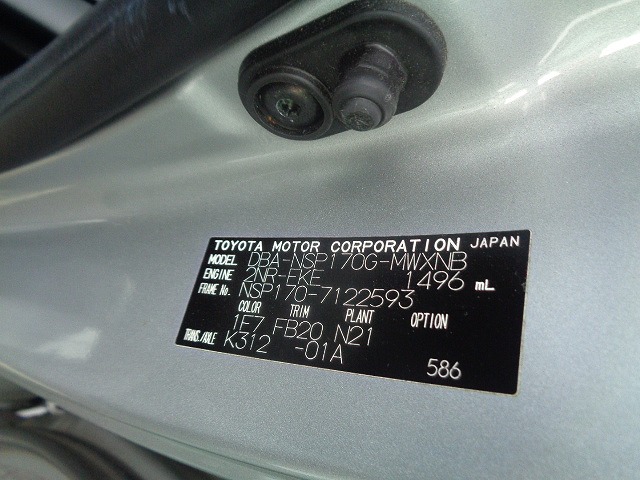 TOYOTA MOTOR CORPORATION JAPAN
MODEL DBA-NSP170G-MWXNB
ENGINE 2NR-FKE 1496 mL
FRAME No. NSP170-7122593
COLOR TRIM PLANT OPTION
1F7 FB20 N21
TRANS./AXLE K312 -01A
586